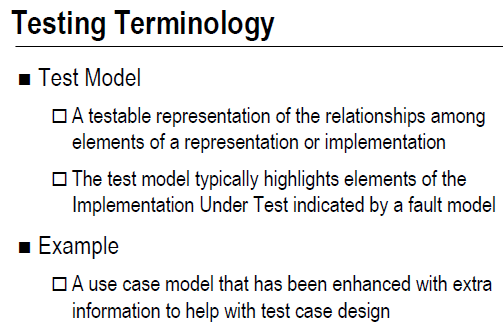 Testing Terminology
■ Test Model
□ A testable representation of the relationships among
elements of a representation or implementation
□ The test model typically highlights elements of the
Implementation Under Test indicated by a fault model
■ Example
□ A use case model that has been enhanced with extra
information to help with test case design